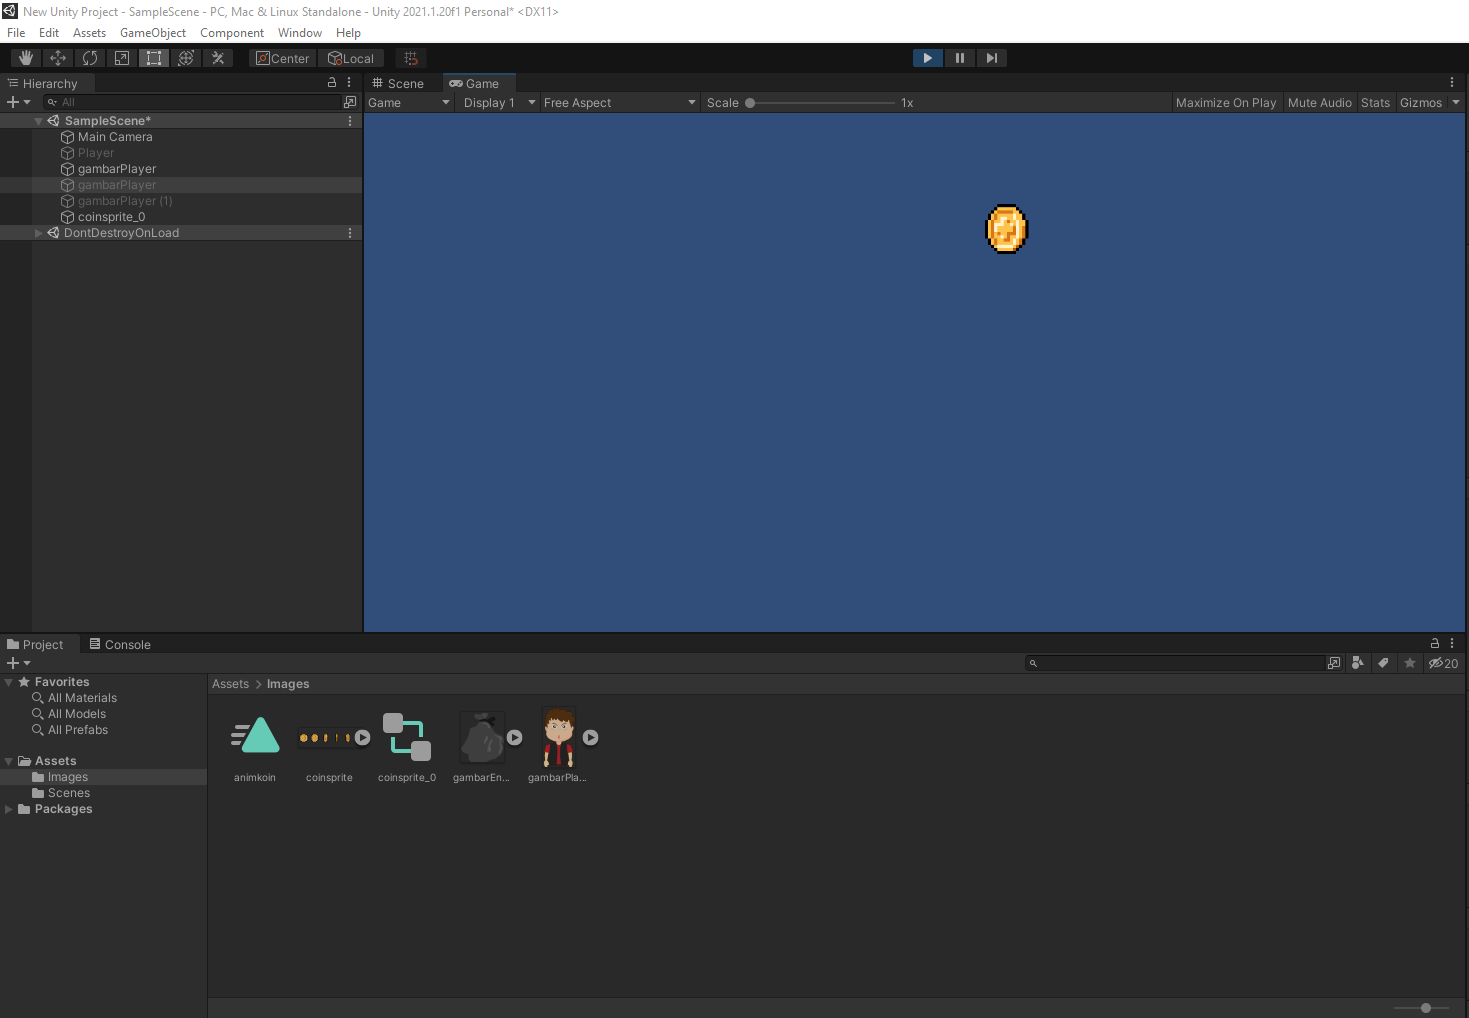 New Unity Project - SampleScene - PC, Mac & Linux Standalone - Unity 2021.1.20f1 Personal* <DX11>
File Edit Assets GameObject Component Window Help
Center Local
Hierarchy
All
SampleScene*
Main Camera
Player
gambarPlayer
gambarPlayer
gambarPlayer (1)
coinsprite_0
DontDestroyOnLoad
Scene Game
Game Display 1 Free Aspect Scale 1x Maximize On Play Mute Audio Stats Gizmos
Project Console
20
Favorites
All Materials
All Models
All Prefabs
Assets
Images
Scenes
Packages
Assets > Images
animkoin coinsprite coinsprite_0 gambarEn... gambarPla...